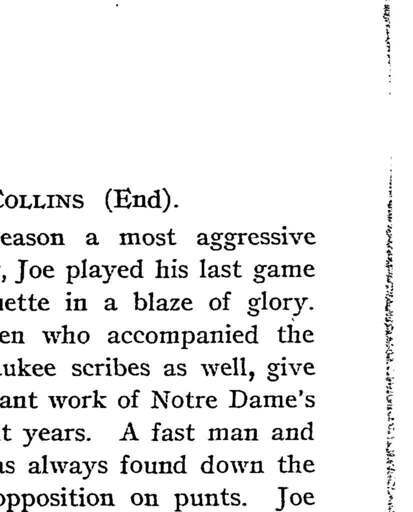 COLLINS (End).
eason a most aggressive
, Joe played his last game
uette in a blaze of glory.
en who accompanied the
aukee scribes as well, give
ant work of Notre Dame's
t years. A fast man and
as always found down the
opposition on punts. Joe